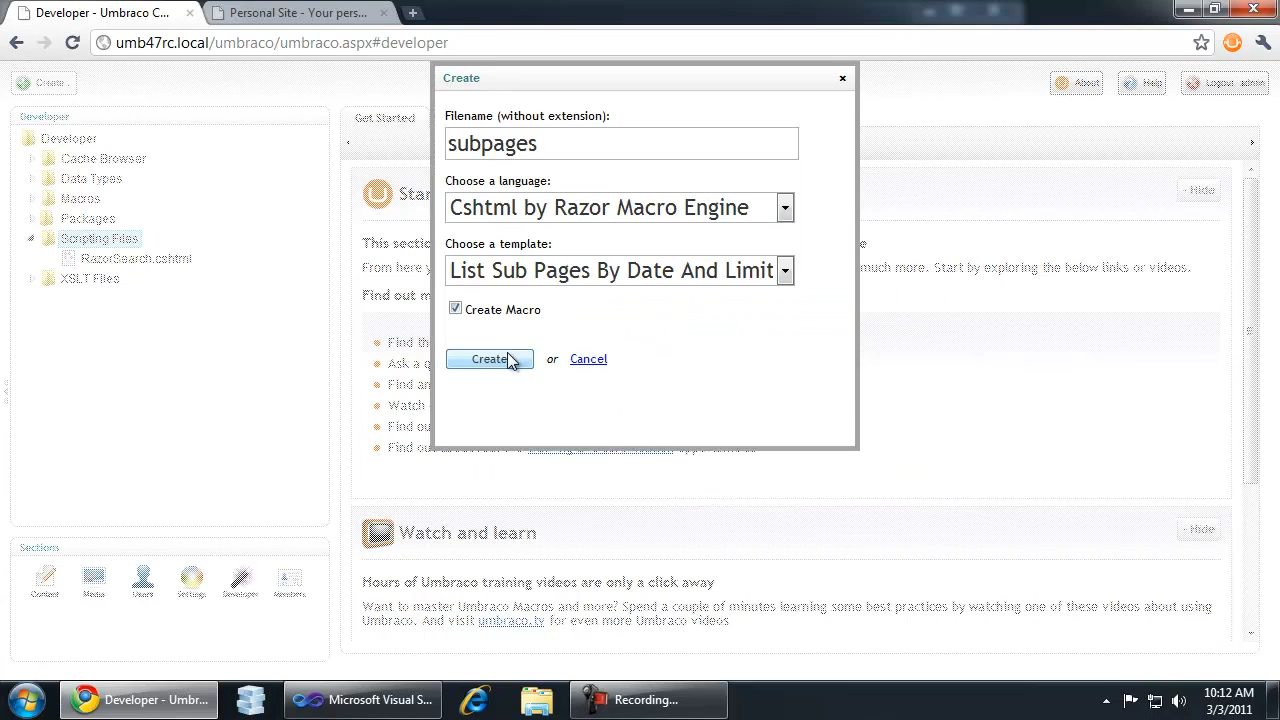 Developer - Umbraco C...
Personal Site - Your pers...
umb47rc.local/umbraco/umbraco.aspx#developer
Create
Create
Filename (without extension):
subpages
Choose a language:
Cshtml by Razor Macro Engine
Choose a template:
List Sub Pages By Date And Limit
Create Macro
Create
or
Cancel
Developer
Developer
Cache Browser
Data Types
Macros
Packages
Scripting Files
RazorSearch.cshtml
XSLT Files
Get Started
Hide
Watch and learn
Hide
Hours of Umbraco training videos are only a click away
Want to master Umbraco Macros and more? Spend a couple of minutes learning some best practises by watching one of these videos about using
Umbraco. And visit umbraco.tv for even more Umbraco videos
Sections
Developer - Umbr...
Microsoft Visual S...
Recording...
10:12 AM
3/3/2011